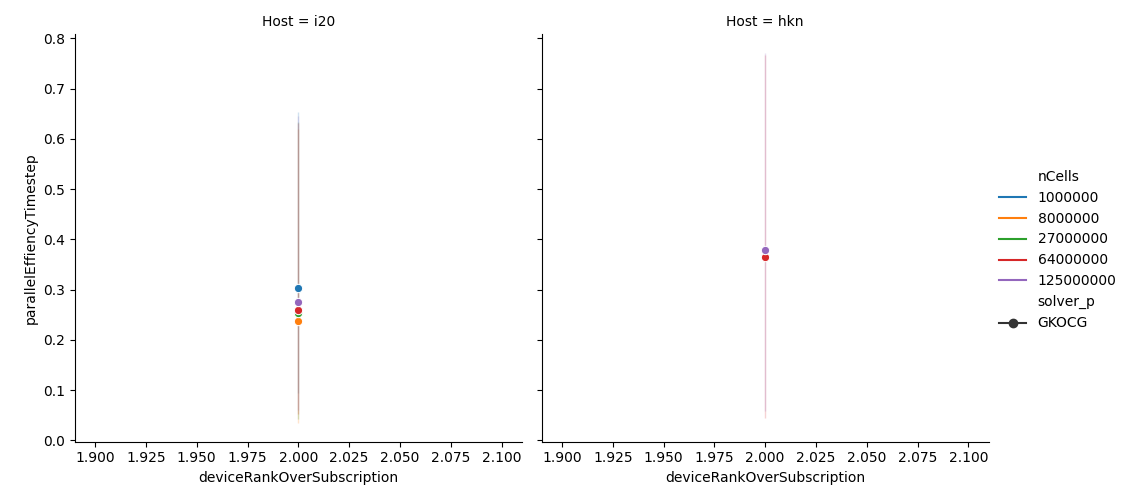 Host = i20
Host = hkn
0.8
0.7
0.6
0.5
0.4
0.3
0.2
0.1
0.0
parallelEffiencyTimestep
1.900 1.925 1.950 1.975 2.000 2.025 2.050 2.075 2.100
deviceRankOverSubscription
1.900 1.925 1.950 1.975 2.000 2.025 2.050 2.075 2.100
deviceRankOverSubscription
nCells
1000000
8000000
27000000
64000000
125000000
solver_p
GKOCG